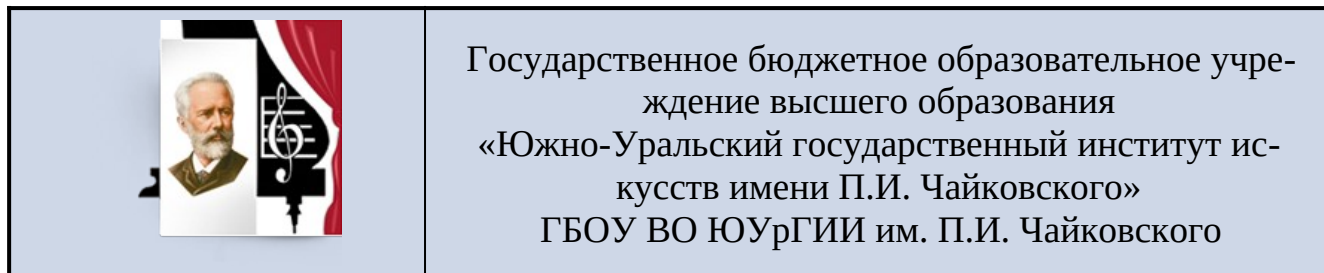 Государственное бюджетное образовательное учре-
ждение высшего образования
«Южно-Уральский государственный институт ис-
кусств имени П.И. Чайковского»
ГБОУ ВО ЮУрГИИ им. П.И. Чайковского